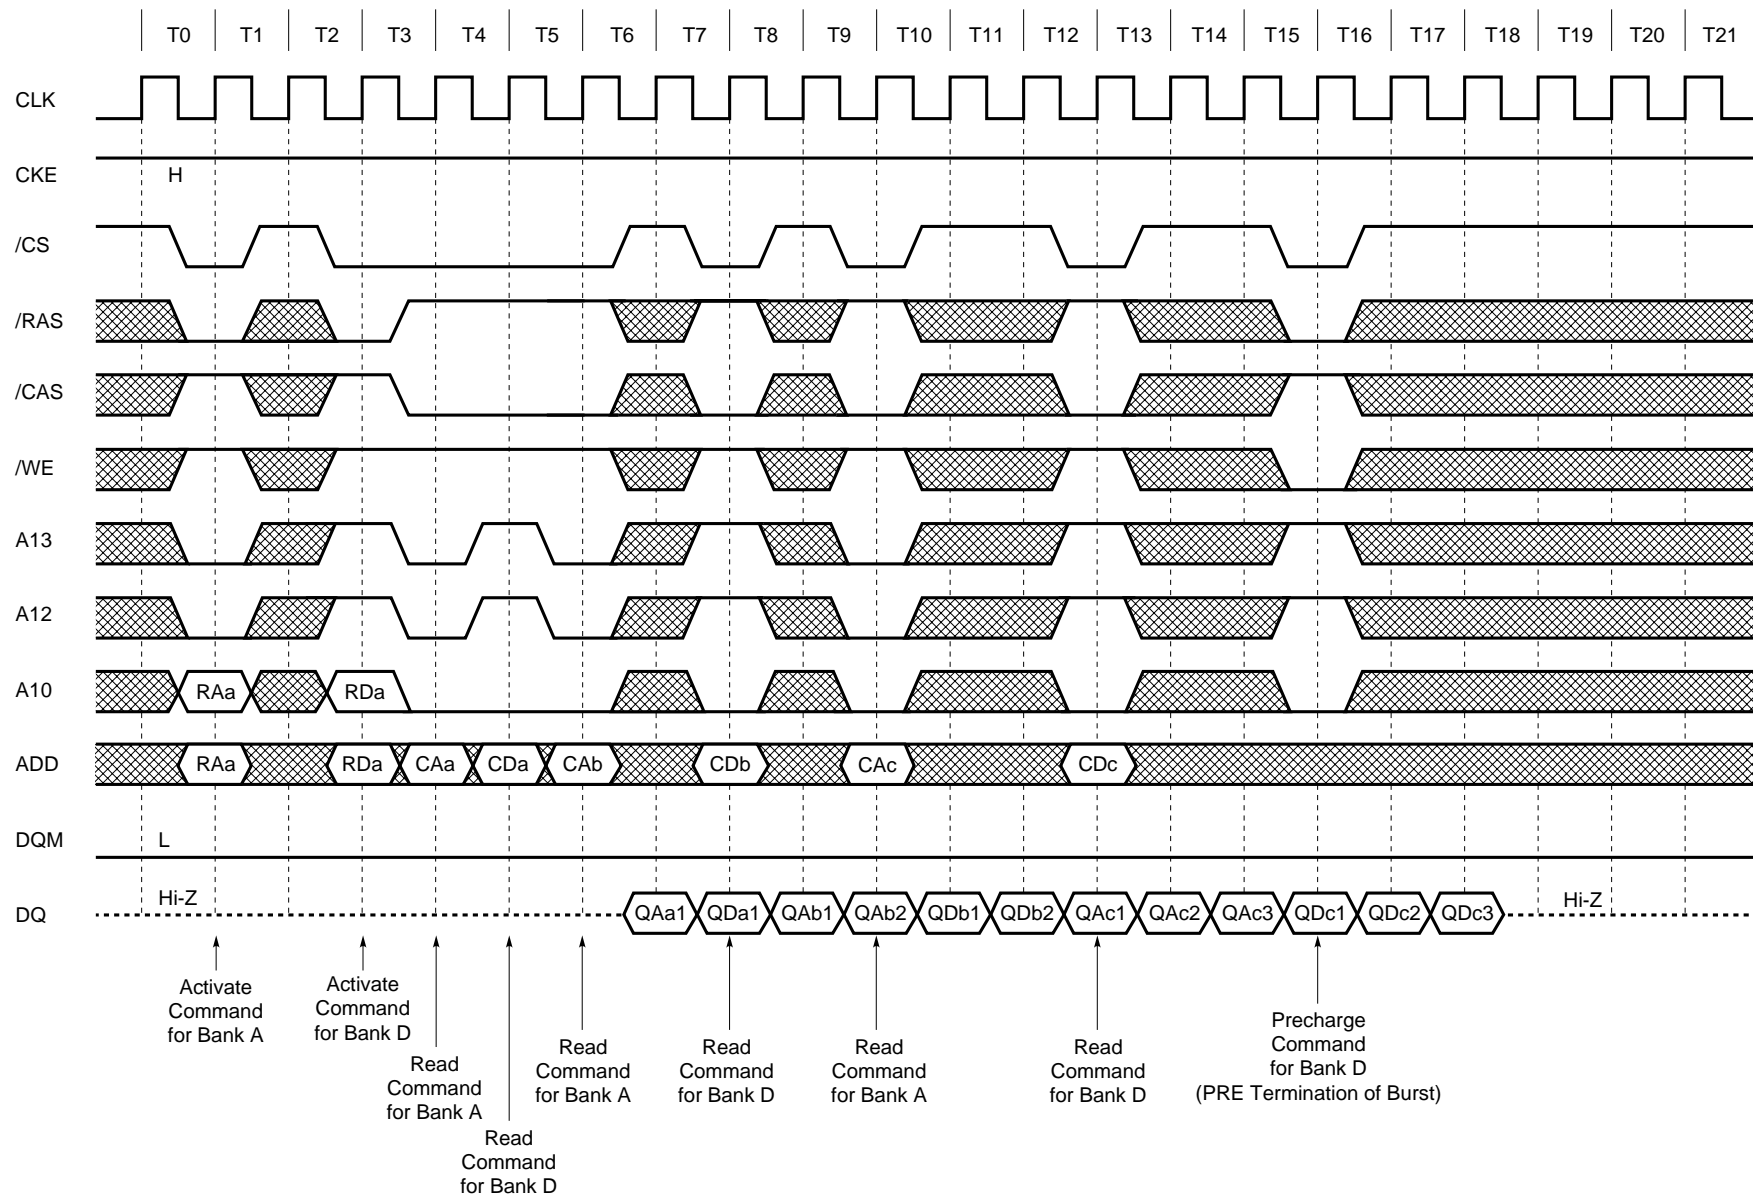 T0 T1 T2 T3 T4 T5 T6 T7 T8 T9 T10 T11 T12 T13 T14 T15 T16 T17 T18 T19 T20 T21
CLK
CKE H
/CS
/RAS
/CAS
/WE
A13
A12
A10 RAa RDa
ADD RAa RDa CAa CDa CAb CDb CAc CDc
DQM L
DQ Hi-Z QAa1 QDa1 QAb1 QAb2 QDb1 QDb2 QAc1 QAc2 QAc3 QDc1 QDc2 QDc3 Hi-Z
Activate
Command
for Bank A
Activate
Command
for Bank D
Read
Command
for Bank A
Read
Command
for Bank D
Read
Command
for Bank A
Read
Command
for Bank D
Read
Command
for Bank A
Read
Command
for Bank D
Precharge
Command
for Bank D
(PRE Termination of Burst)